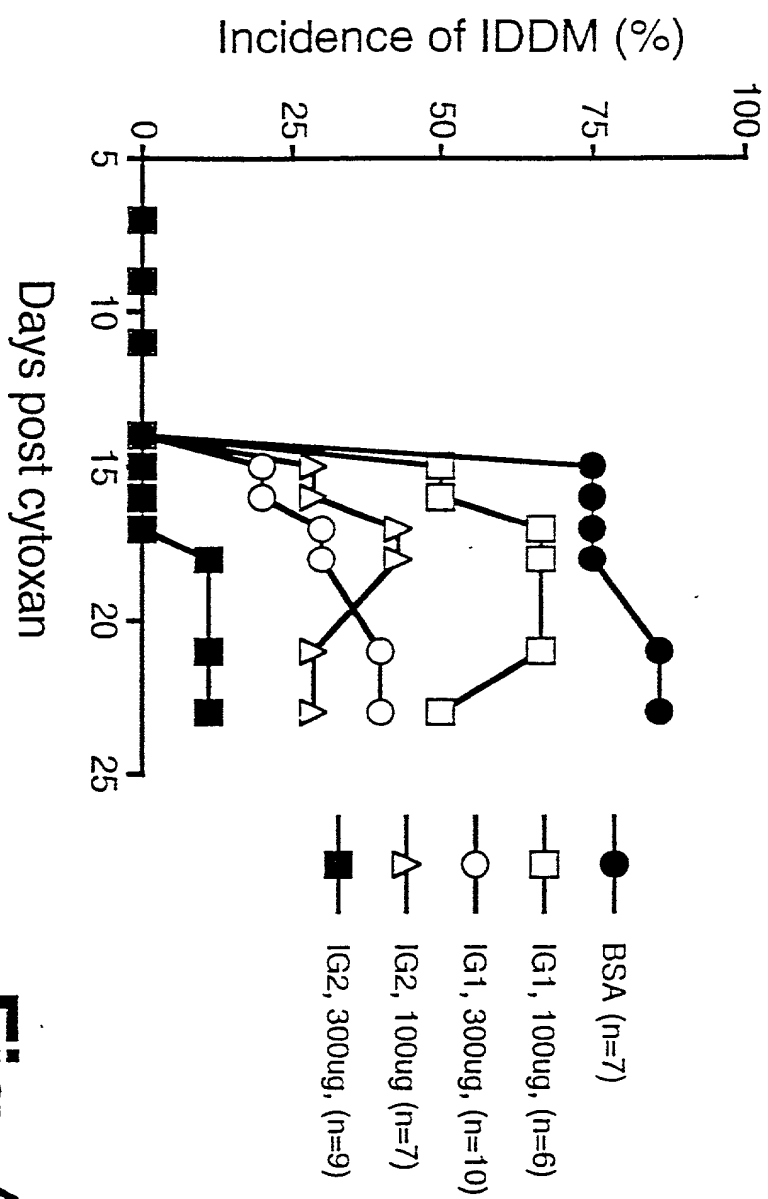 Incidence of IDDM (%)
100
75
50
25
0
5
10
15
20
25
Days post cytoxan
BSA (n=7)
IG1, 100ug, (n=6)
IG1, 300ug, (n=10)
IG2, 100ug (n=7)
IG2, 300ug, (n=9)